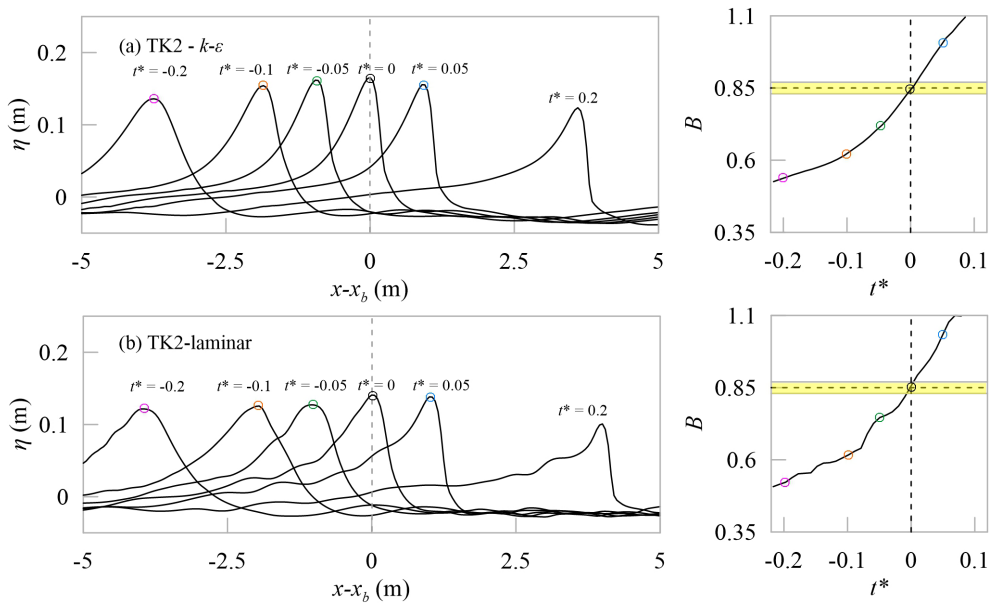 (a) TK2 - k-ε
t* = -0.2
t* = -0.1
t* = -0.05
t* = 0
t* = 0.05
t* = 0.2
η (m)
0.2
0.1
0
-5
-2.5
0
2.5
5
x-x_b (m)
B
1.1
0.85
0.6
0.35
-0.2
-0.1
0
0.1
t*
(b) TK2-laminar
t* = -0.2
t* = -0.1
t* = -0.05
t* = 0
t* = 0.05
t* = 0.2
η (m)
0.2
0.1
0
-5
-2.5
0
2.5
5
x-x_b (m)
B
1.1
0.85
0.6
0.35
-0.2
-0.1
0
0.1
t*